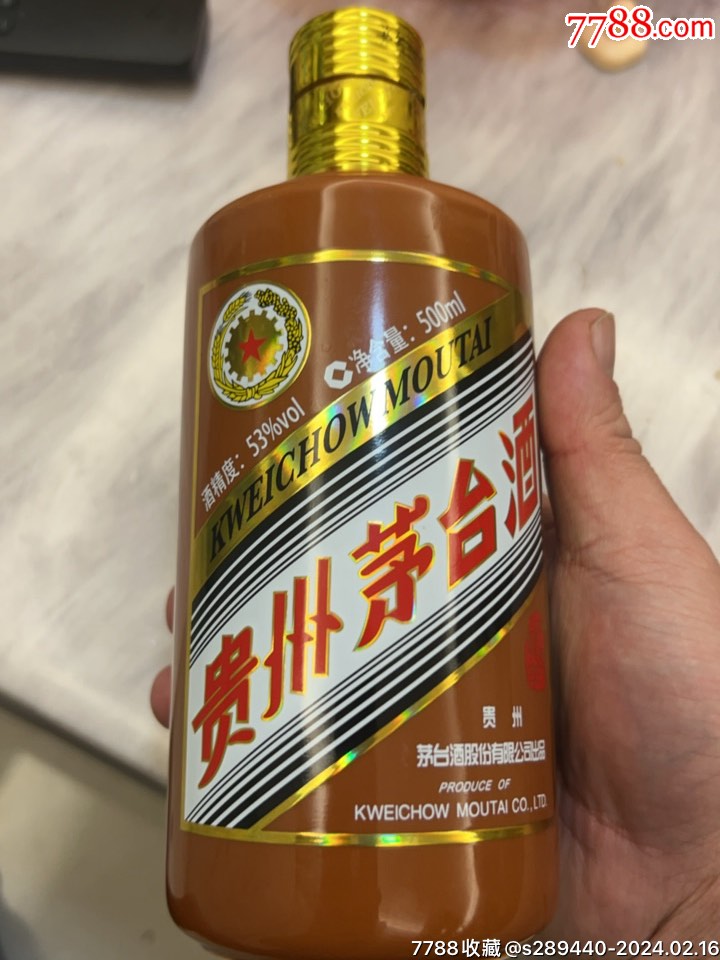 7788.com
净含量：500ml
酒精度：53%vol
KWEICHOW MOUTAI
贵州茅台酒
贵州
茅台酒股份有限公司出品
PRODUCE OF
KWEICHOW MOUTAI CO., LTD.
7788收藏@s289440-2024.02.16